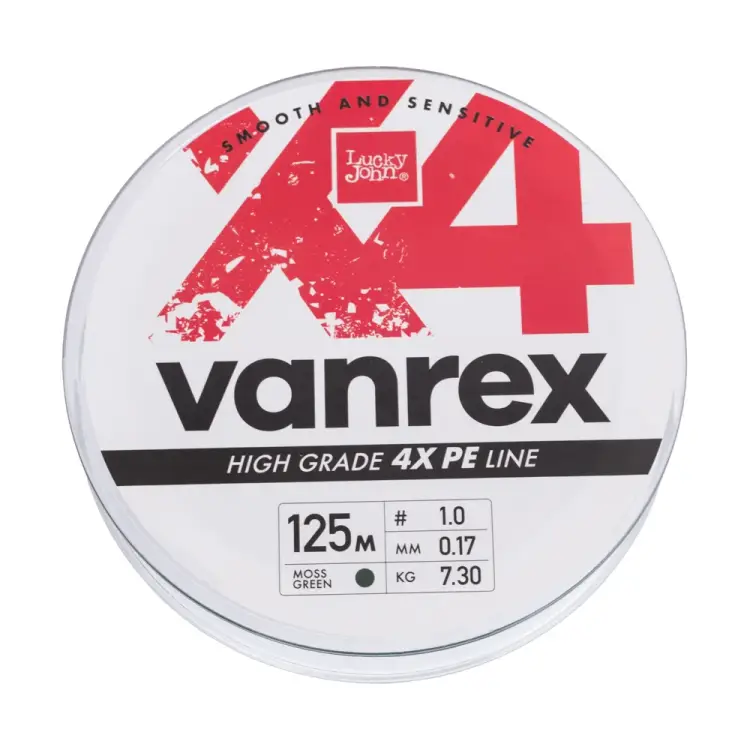 SMOOTH AND SENSITIVE
X4
Lucky
John®
vanrex
HIGH GRADE 4X PE LINE
125M
MOSS
GREEN
# 1.0
MM 0.17
KG 7.30